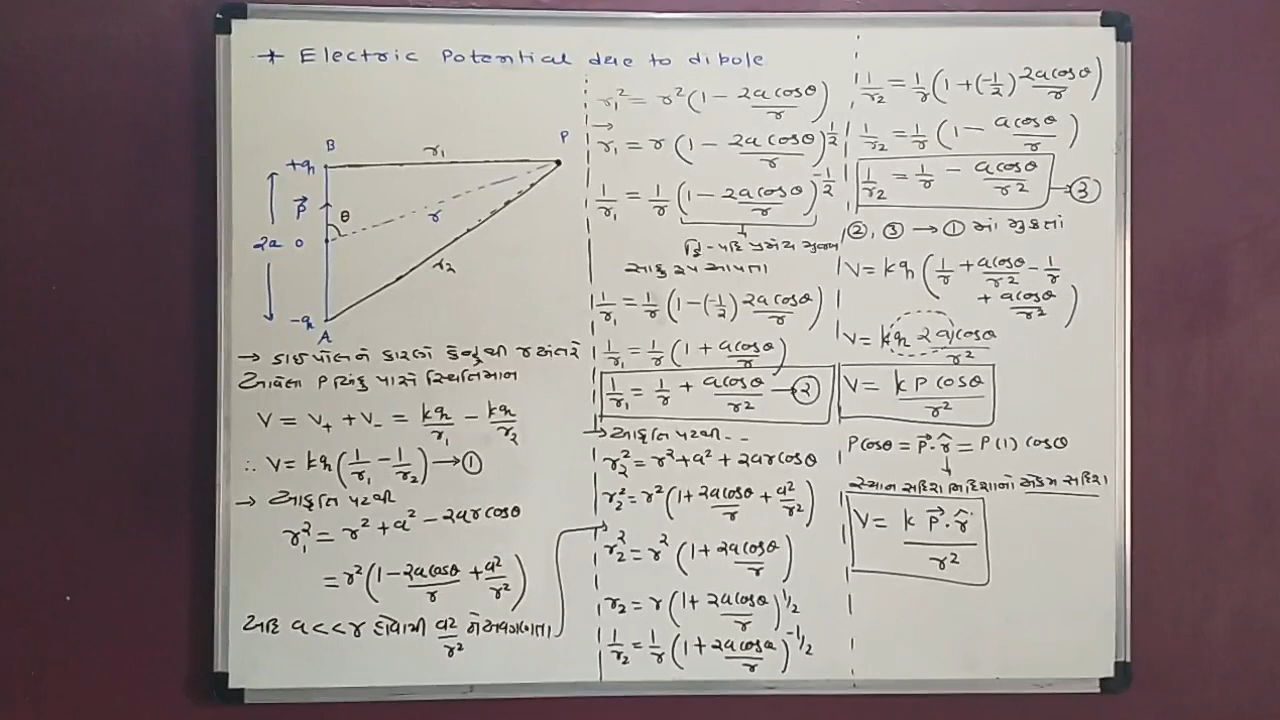 * Electric Potential due to dipole
B
+q
r₁
P
p⃗
θ
2a
O
r
r₂
-q
A
→ ડાઇપોલને કારણે કેન્દ્રથી r અંતરે
આવેલા P બિંદુ પાસે સ્થિતિમાન
V = V₊ + V₋ = kq/r₁ - kq/r₂
∴ V = kq(1/r₁ - 1/r₂) → ①
→ આકૃતિ પરથી
r₁² = r² + a² - 2ar cosθ
= r²(1 - 2a cosθ/r + a²/r²)
અહિ a << r હોવાથી a²/r² ને અવગણતા
r₁² = r²(1 - 2a cosθ/r)
r₁ = r(1 - 2a cosθ/r)^1/2
1/r₁ = 1/r(1 - 2a cosθ/r)^-1/2
દ્વિ-પદિ પ્રમેય મુજબ
સાદુ રૂપ આપતા
1/r₁ = 1/r(1 - (-1/2) 2a cosθ/r)
1/r₁ = 1/r(1 + a cosθ/r)
1/r₁ = 1/r + a cosθ/r² → ②
→ આકૃતિ પરથી - -
r₂² = r² + a² + 2ar cosθ
r₂² = r²(1 + 2a cosθ/r + a²/r²)
r₂² = r²(1 + 2a cosθ/r)
r₂ = r(1 + 2a cosθ/r)^1/2
1/r₂ = 1/r(1 + 2a cosθ/r)^-1/2
1/r₂ = 1/r(1 + (-1/2) 2a cosθ/r)
1/r₂ = 1/r(1 - a cosθ/r)
1/r₂ = 1/r - a cosθ/r² → ③
②, ③ → ① માં મુકતાં
V = kq(1/r + a cosθ/r² - 1/r
+ a cosθ/r²)
V = kq 2a cosθ/r²
V = k P cosθ/r²
P cosθ = p⃗ · r̂ = P(1) cosθ
સ્થાન સદિશની દિશાનો એકમ સદિશ
V = k p⃗ · r̂/r²